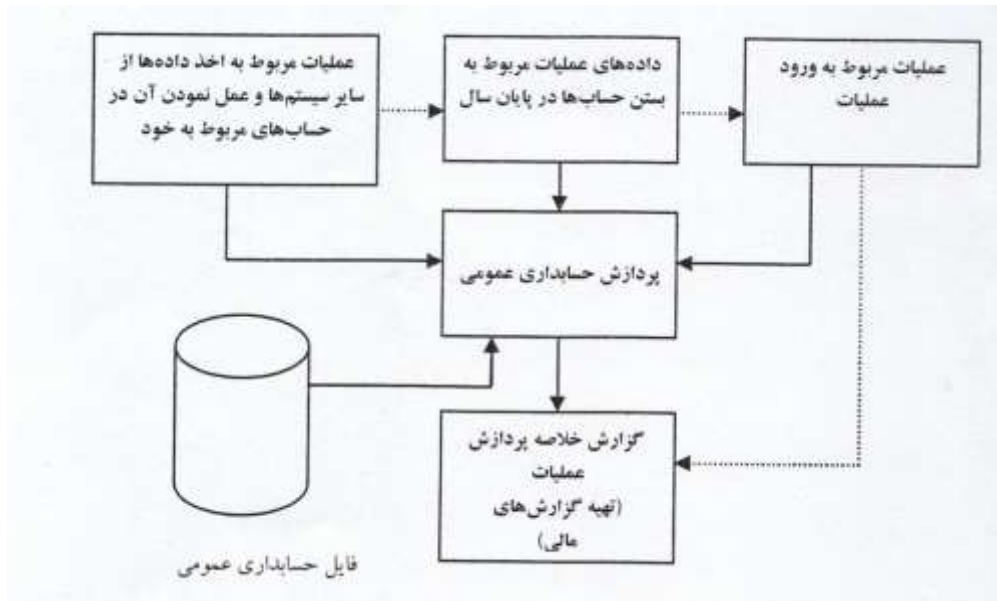 عملیات مربوط به ورود
عملیات
داده‌های عملیات مربوط به
بستن حساب‌ها در پایان سال
عملیات مربوط به اخذ داده‌ها از
سایر سیستم‌ها و عمل نمودن آن در
حساب‌های مربوط به خود
پردازش حسابداری عمومی
گزارش خلاصه پردازش
عملیات
(تهیه گزارش‌های
مالی)
فایل حسابداری عمومی